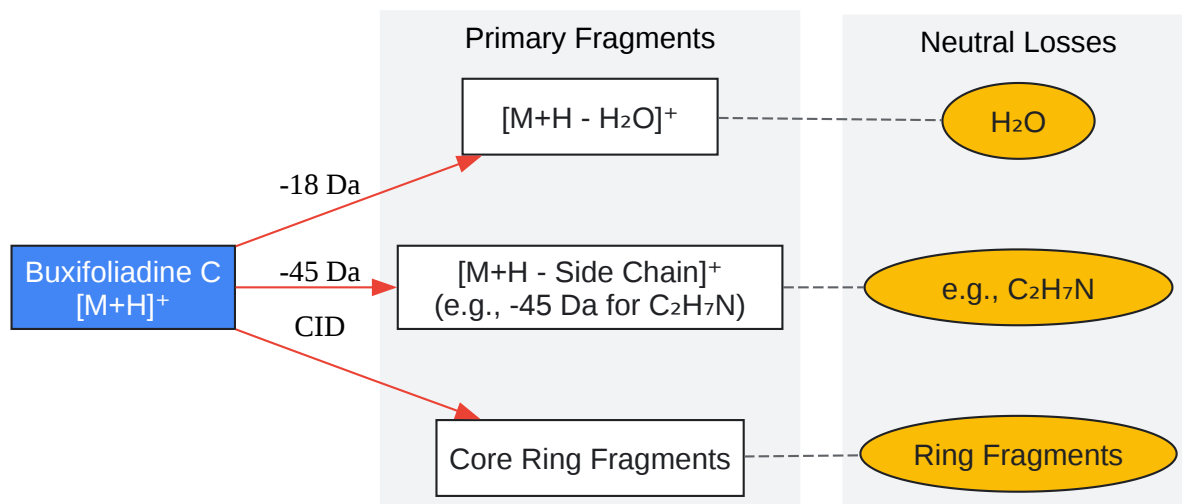 Primary Fragments
Neutral Losses
[M+H - H₂O]⁺
H₂O
-18 Da
Buxifoliadine C
[M+H]⁺
-45 Da
[M+H - Side Chain]⁺
(e.g., -45 Da for C₂H₇N)
e.g., C₂H₇N
CID
Core Ring Fragments
Ring Fragments